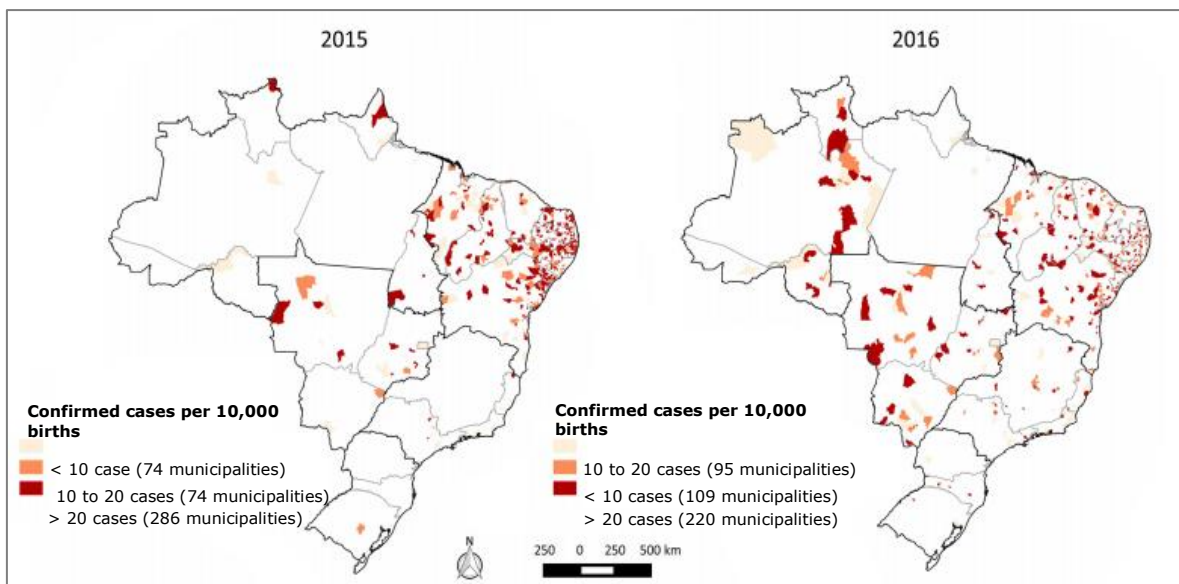 2015
2016
Confirmed cases per 10,000
births
< 10 case (74 municipalities)
10 to 20 cases (74 municipalities)
> 20 cases (286 municipalities)
Confirmed cases per 10,000
births
10 to 20 cases (95 municipalities)
< 10 cases (109 municipalities)
> 20 cases (220 municipalities)
N
250 0 250 500 km